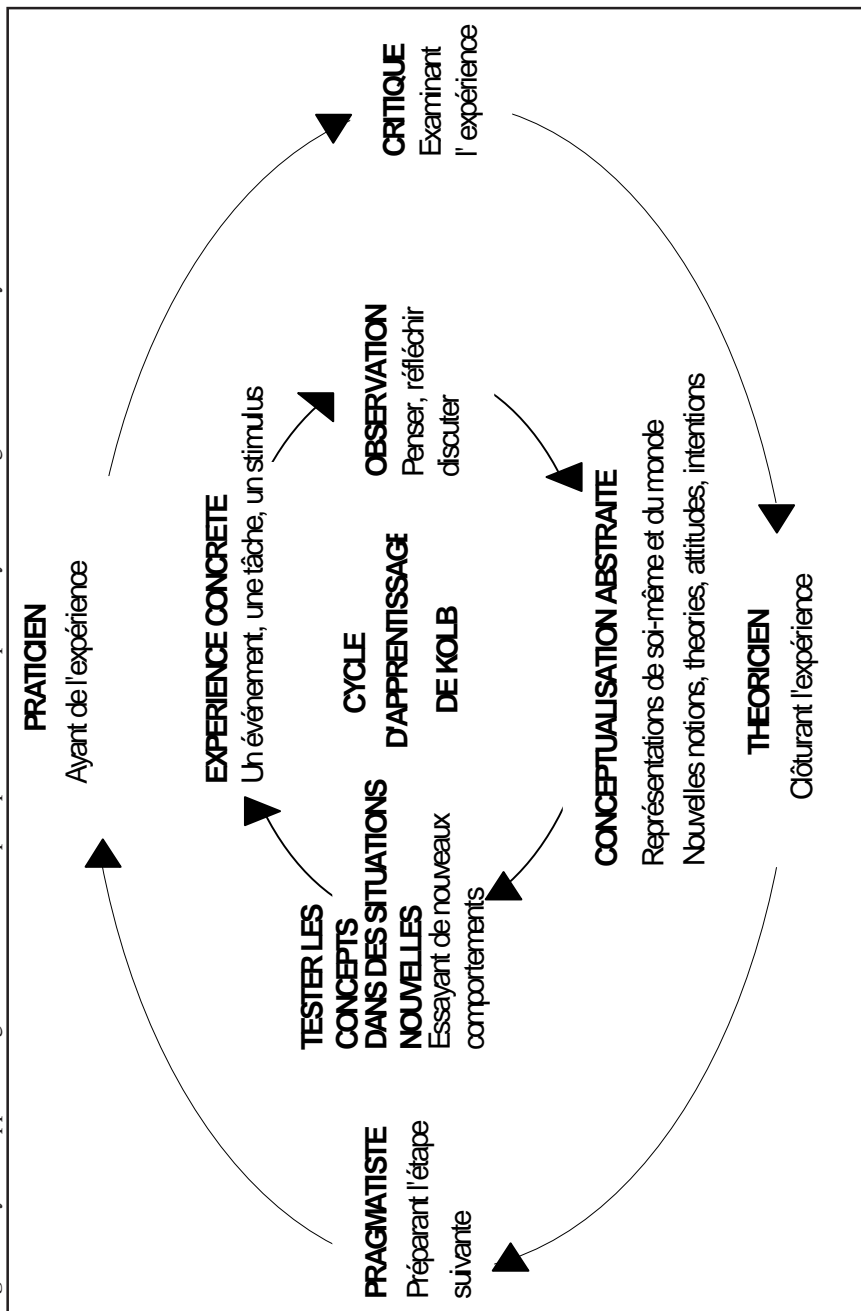 PRATICIEN
Ayant de l'expérience
EXPERIENCE CONCRETE
Un événement, une tâche, un stimulus
CRITIQUE
Examinant
l' expérience
OBSERVATION
Penser, réfléchir
discuter
CYCLE
D'APPRENTISSAGE
DE KOLB
TESTER LES
CONCEPTS
DANS DES SITUATIONS
NOUVELLES
Essayant de nouveaux
comportements
PRAGMATISTE
Préparant l'étape
suivante
CONCEPTUALISATION ABSTRAITE
Représentations de soi-même et du monde
Nouvelles notions, theories, attitudes, intentions
THEORICIEN
Clôturant l'expérience